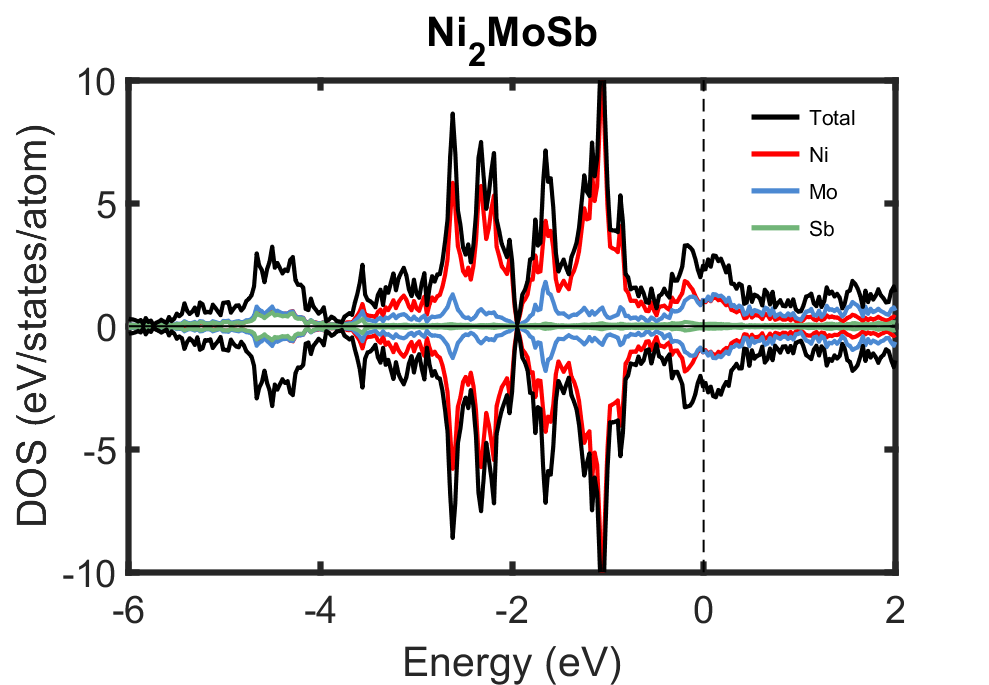 Ni2MoSb
DOS (eV/states/atom)
10
5
0
-5
-10
Total
Ni
Mo
Sb
-6 -4 -2 0 2
Energy (eV)